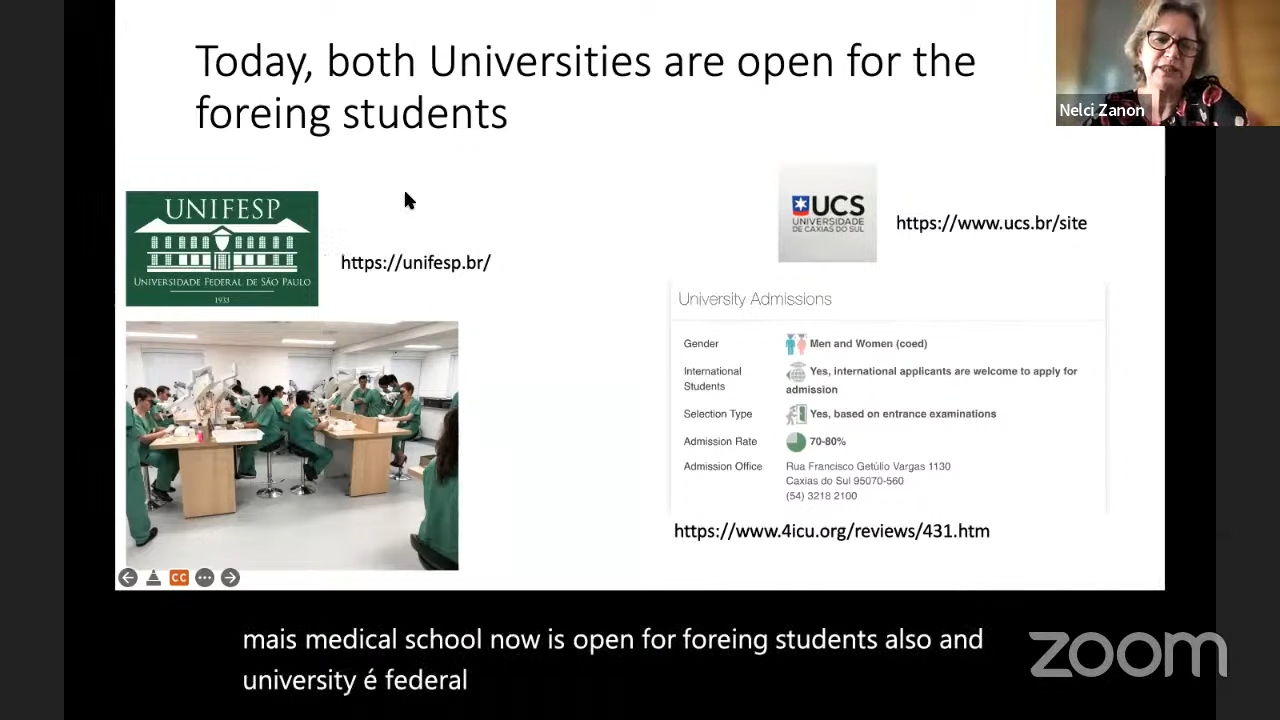 Today, both Universities are open for the
foreing students
Nelci Zanon
UNIFESP
UNIVERSIDADE FEDERAL DE SÃO PAULO
1933
https://unifesp.br/
UCS
UNIVERSIDADE
DE CAXIAS DO SUL
https://www.ucs.br/site
University Admissions
Gender Men and Women (coed)
International Students Yes, international applicants are welcome to apply for
admission
Selection Type Yes, based on entrance examinations
Admission Rate 70-80%
Admission Office Rua Francisco Getúlio Vargas 1130
Caxias do Sul 95070-560
(54) 3218 2100
https://www.4icu.org/reviews/431.htm
CC
mais medical school now is open for foreing students also and
university é federal
zoom